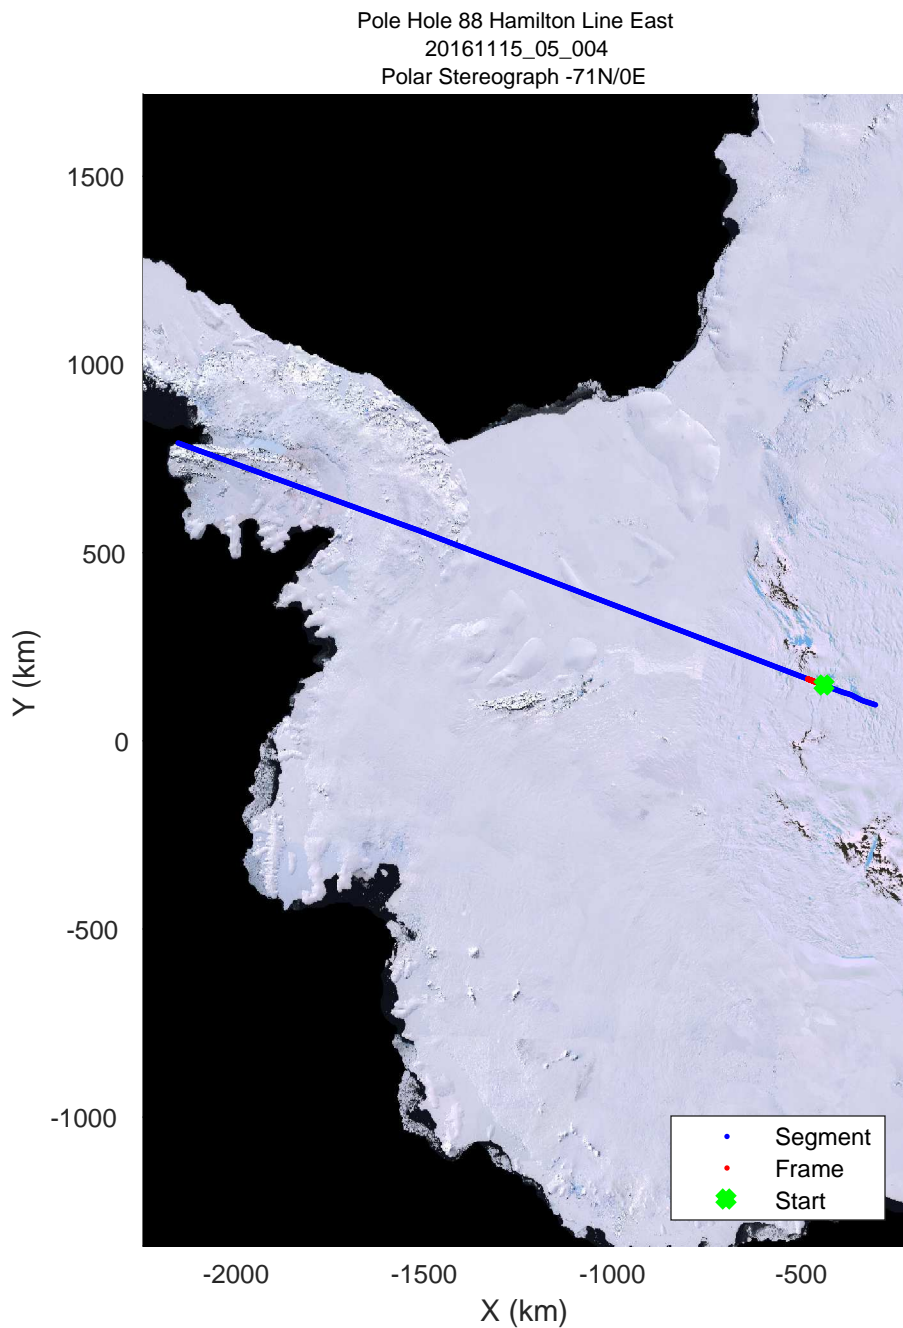 Pole Hole 88 Hamilton Line East
20161115_05_004
Polar Stereograph -71N/0E
1500
1000
500
0
-500
-1000
Y (km)
-2000
-1500
-1000
-500
X (km)
Segment
Frame
Start